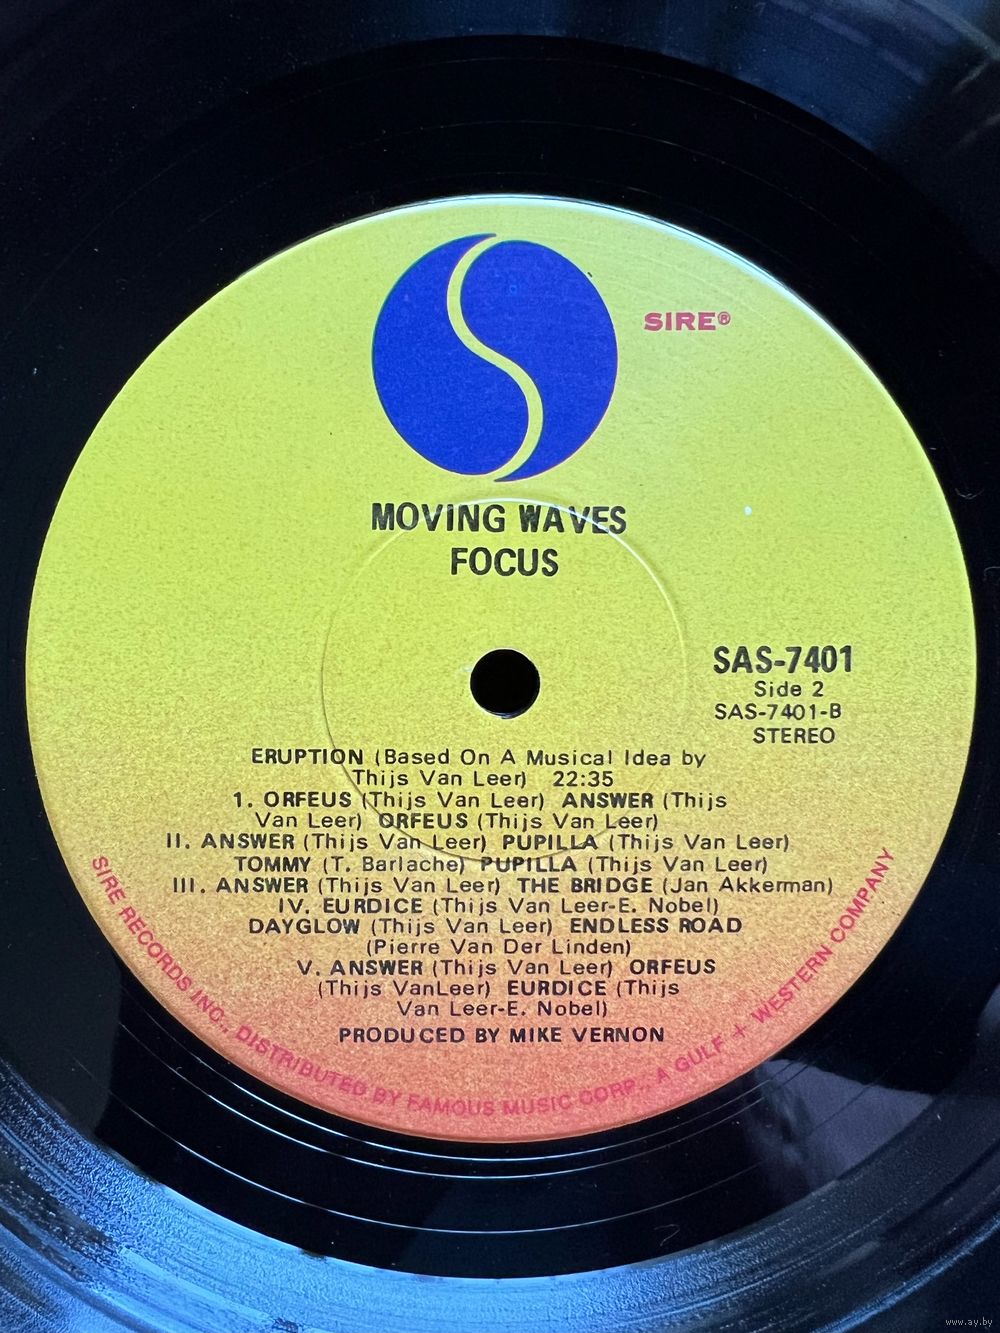 SIRE®
MOVING WAVES
FOCUS
SAS-7401
Side 2
SAS-7401-B
STEREO
ERUPTION (Based On A Musical Idea by
Thijs Van Leer) 22:35
1. ORFEUS (Thijs Van Leer) ANSWER (Thijs
Van Leer) ORFEUS (Thijs Van Leer)
II. ANSWER (Thijs Van Leer) PUPILLA (Thijs Van Leer)
TOMMY (T. Barlache) PUPILLA (Thijs Van Leer)
III. ANSWER (Thijs Van Leer) THE BRIDGE (Jan Akkerman)
IV. EURDICE (Thijs Van Leer-E. Nobel)
DAYGLOW (Thijs Van Leer) ENDLESS ROAD
(Pierre Van Der Linden)
V. ANSWER (Thijs Van Leer) ORFEUS
(Thijs VanLeer) EURDICE (Thijs
Van Leer-E. Nobel)
PRODUCED BY MIKE VERNON
SIRE RECORDS INC., DISTRIBUTED BY FAMOUS MUSIC CORP., A GULF + WESTERN COMPANY
www.ay.by